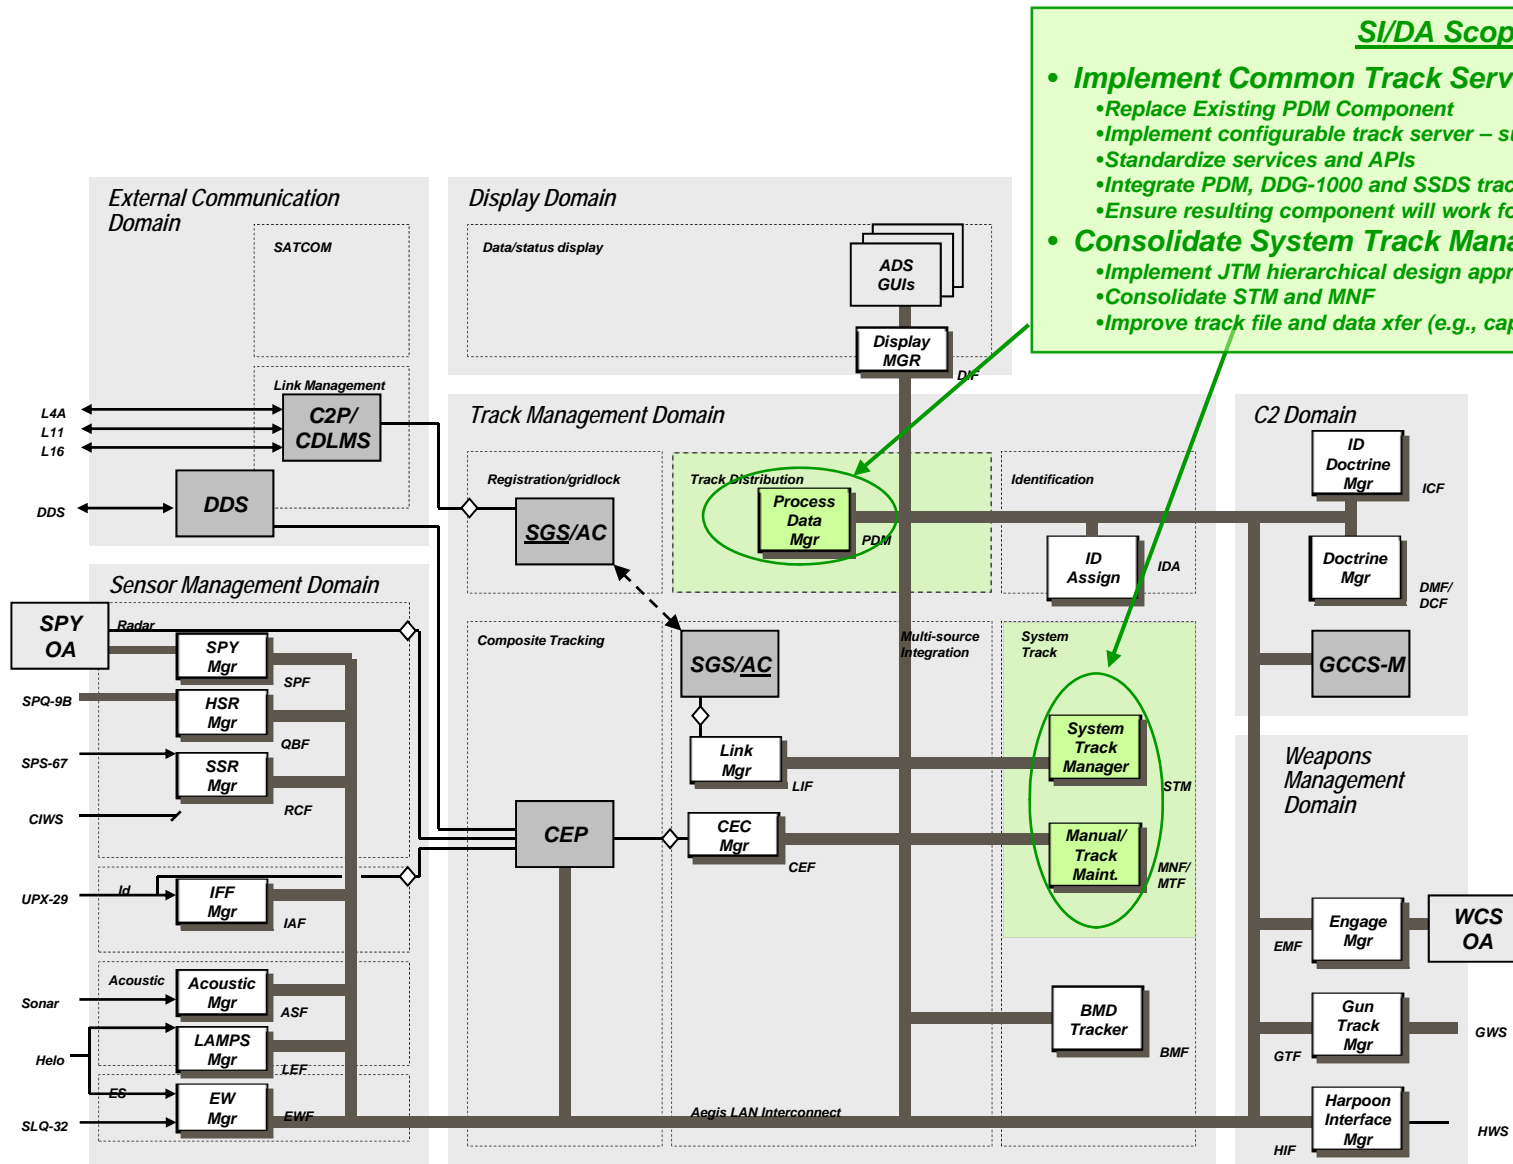 SI/DA Scop
• Implement Common Track Serv
•Replace Existing PDM Component
•Implement configurable track server – su
•Standardize services and APIs
•Integrate PDM, DDG-1000 and SSDS trac
•Ensure resulting component will work fo
• Consolidate System Track Mana
•Implement JTM hierarchical design appr
•Consolidate STM and MNF
•Improve track file and data xfer (e.g., cap
External Communication
Domain
SATCOM
Link Management
C2P/
CDLMS
L4A
L11
L16
DDS
DDS
Display Domain
Data/status display
ADS
GUIs
Display
MGR
DIF
Track Management Domain
Registration/gridlock
SGS/AC
Track Distribution
Process
Data
Mgr
PDM
Identification
ID
Assign
IDA
C2 Domain
ID
Doctrine
Mgr
ICF
Doctrine
Mgr
DMF/
DCF
GCCS-M
Sensor Management Domain
SPY
OA
Radar
SPY
Mgr
SPF
SPQ-9B
HSR
Mgr
QBF
SPS-67
SSR
Mgr
RCF
CIWS
UPX-29
Id
IFF
Mgr
IAF
Acoustic
Acoustic
Mgr
ASF
Sonar
LAMPS
Mgr
LEF
Helo
ES
EW
Mgr
EWF
SLQ-32
Composite Tracking
CEP
SGS/AC
Multi-source
Integration
Link
Mgr
LIF
CEC
Mgr
CEF
System
Track
System
Track
Manager
STM
Manual/
Track
Maint.
MNF/
MTF
BMD
Tracker
BMF
Aegis LAN Interconnect
Weapons
Management
Domain
Engage
Mgr
EMF
WCS
OA
Gun
Track
Mgr
GTF
GWS
Harpoon
Interface
Mgr
HIF
HWS